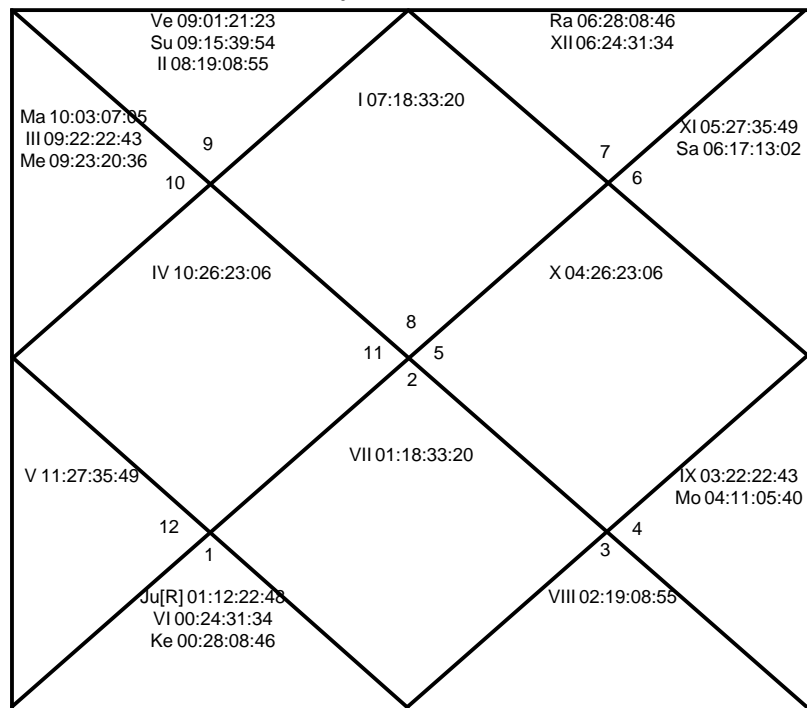 Ve 09:01:21:23
Su 09:15:39:54
II 08:19:08:55
Ra 06:28:08:46
XII 06:24:31:34
I 07:18:33:20
Ma 10:03:07:05
III 09:22:22:43
Me 09:23:20:36
XI 05:27:35:49
Sa 06:17:13:02
9
7
10
6
IV 10:26:23:06
X 04:26:23:06
8
11
5
2
VII 01:18:33:20
V 11:27:35:49
IX 03:22:22:43
Mo 04:11:05:40
12
4
1
3
Ju[R] 01:12:22:48
VI 00:24:31:34
Ke 00:28:08:46
VIII 02:19:08:55